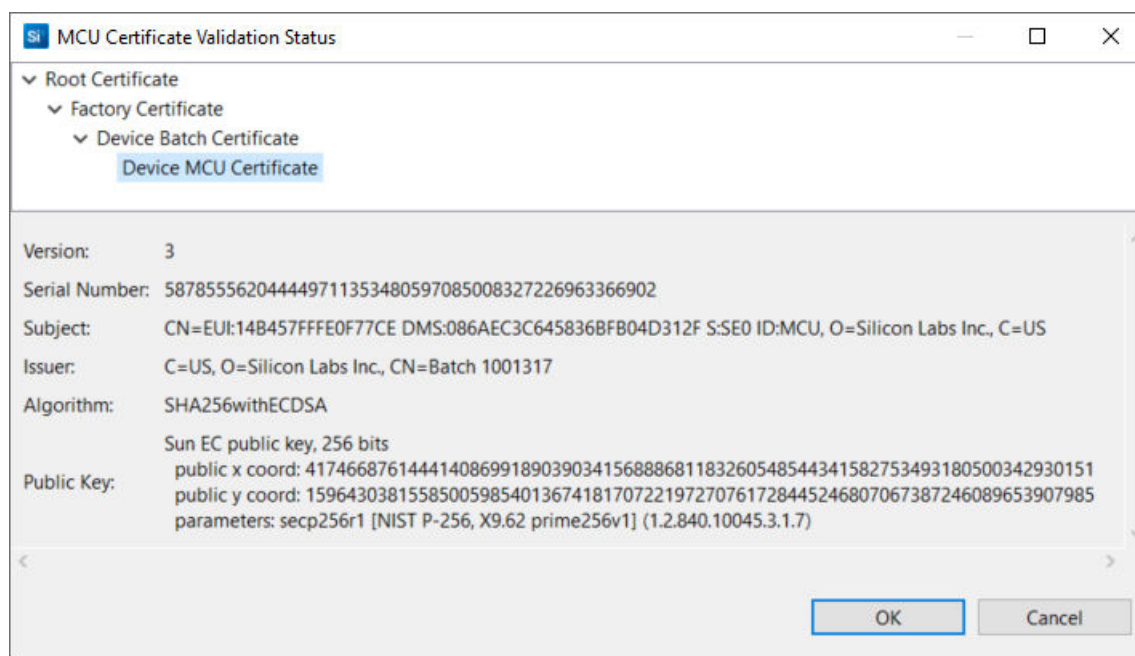 Si MCU Certificate Validation Status
Root Certificate
Factory Certificate
Device Batch Certificate
Device MCU Certificate
Version: 3
Serial Number: 587855562044449711353480597085008327226963366902
Subject: CN=EUI:14B457FFFE0F77CE DMS:086AEC3C645836BFB04D312F S:SE0 ID:MCU, O=Silicon Labs Inc., C=US
Issuer: C=US, O=Silicon Labs Inc., CN=Batch 1001317
Algorithm: SHA256withECDSA
Public Key: Sun EC public key, 256 bits
public x coord: 41746687614441408699189039034156888681183260548544341582753493180500342930151
public y coord: 15964303815585005985401367418170722197270761728445246807067387246089653907985
parameters: secp256r1 [NIST P-256, X9.62 prime256v1] (1.2.840.10045.3.1.7)
OK Cancel